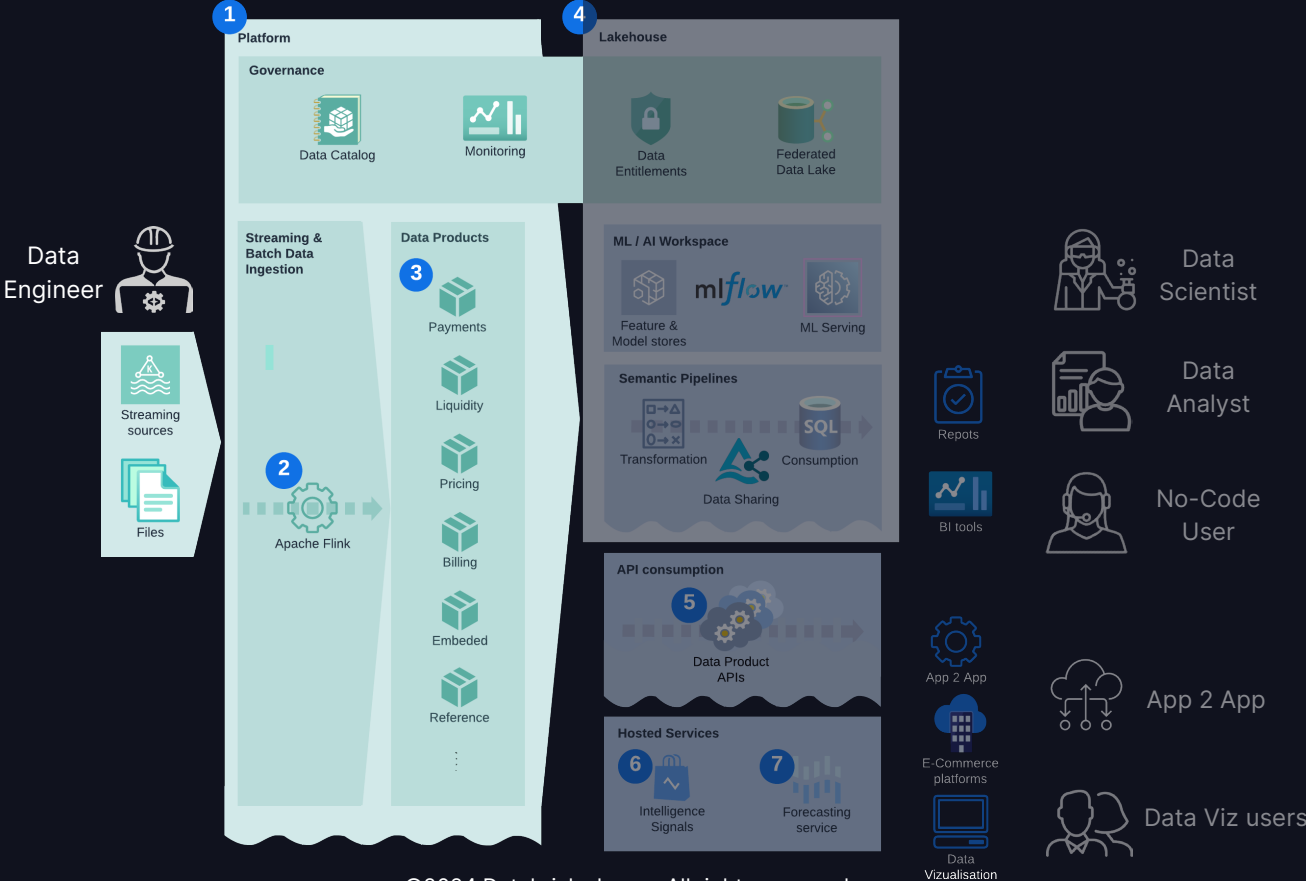 1
Platform
4
Lakehouse
Governance
Data Catalog
Monitoring
Data
Entitlements
Federated
Data Lake
Data
Engineer
Streaming
sources
K
Files
Streaming &
Batch Data
Ingestion
2
Apache Flink
Data Products
3
Payments
Liquidity
Pricing
Billing
Embeded
Reference
ML / AI Workspace
Feature &
Model stores
mlflow
ML Serving
Semantic Pipelines
Transformation
SQL
Consumption
Data Sharing
API consumption
5
Data Product
APIs
Hosted Services
6
Intelligence
Signals
7
Forecasting
service
Repots
BI tools
App 2 App
E-Commerce
platforms
Data
Vizualisation
Data
Scientist
Data
Analyst
No-Code
User
App 2 App
Data Viz users